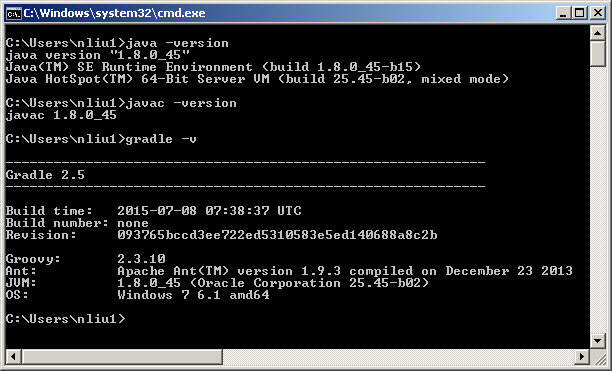 C:\Windows\system32\cmd.exe
C:\Users\nliu1>java -version
java version "1.8.0_45"
Java(TM) SE Runtime Environment (build 1.8.0_45-b15)
Java HotSpot(TM) 64-Bit Server VM (build 25.45-b02, mixed mode)
C:\Users\nliu1>javac -version
javac 1.8.0_45
C:\Users\nliu1>gradle -v
------------------------------------------------------------
Gradle 2.5
------------------------------------------------------------
Build time:   2015-07-08 07:38:37 UTC
Build number: none
Revision:     093765bccd3ee722ed5310583e5ed140688a8c2b
Groovy:       2.3.10
Ant:          Apache Ant(TM) version 1.9.3 compiled on December 23 2013
JVM:          1.8.0_45 (Oracle Corporation 25.45-b02)
OS:           Windows 7 6.1 amd64
C:\Users\nliu1>